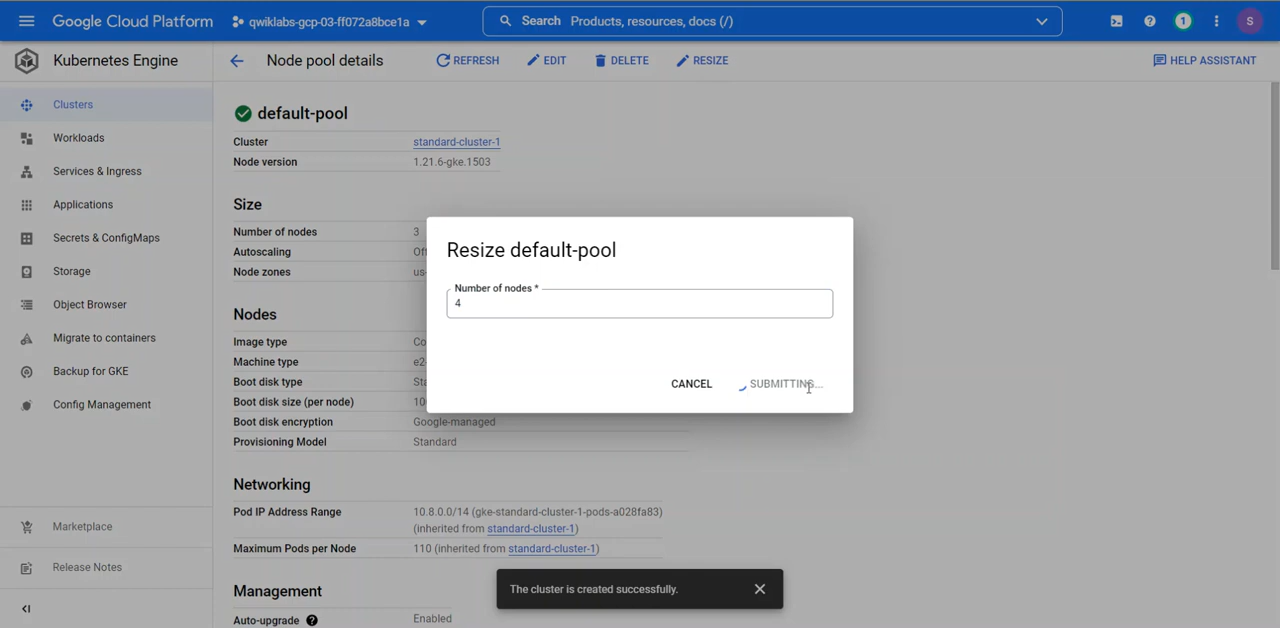 Google Cloud Platform
qwiklabs-gcp-03-ff072a8bce1a
Search Products, resources, docs (/)
1
S
Kubernetes Engine
Node pool details
REFRESH
EDIT
DELETE
RESIZE
HELP ASSISTANT
Clusters
Workloads
Services & Ingress
Applications
Secrets & ConfigMaps
Storage
Object Browser
Migrate to containers
Backup for GKE
Config Management
Marketplace
Release Notes
default-pool
Cluster standard-cluster-1
Node version 1.21.6-gke.1503
Size
Number of nodes 3
Autoscaling
Node zones
Nodes
Image type
Machine type
Boot disk type
Boot disk size (per node)
Boot disk encryption Google-managed
Provisioning Model Standard
Networking
Pod IP Address Range 10.8.0.0/14 (gke-standard-cluster-1-pods-a028fa83)
(inherited from standard-cluster-1)
Maximum Pods per Node 110 (inherited from standard-cluster-1)
Management
Auto-upgrade Enabled
Resize default-pool
Number of nodes *
4
CANCEL
SUBMITTING...
The cluster is created successfully.